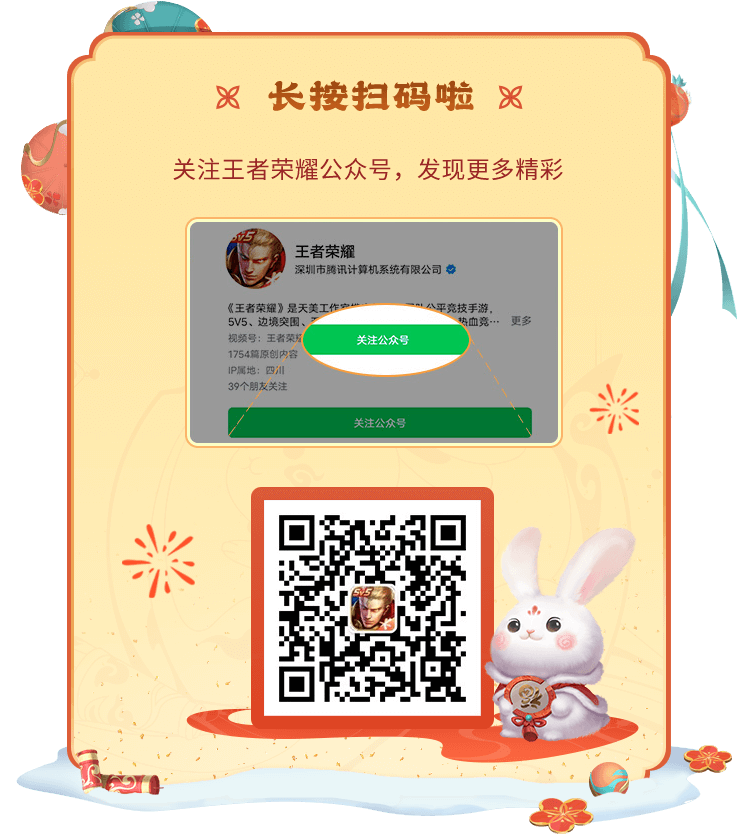 长按扫码啦
关注王者荣耀公众号，发现更多精彩
5v5
王者荣耀
深圳市腾讯计算机系统有限公司
《王者荣耀》是天美工作室
公平竞技手游，
5V5、边境突围、
热血竞… 更多
视频号：王者荣耀
1754篇原创内容
IP属地：四川
39个朋友关注
关注公众号
关注公众号
5v5